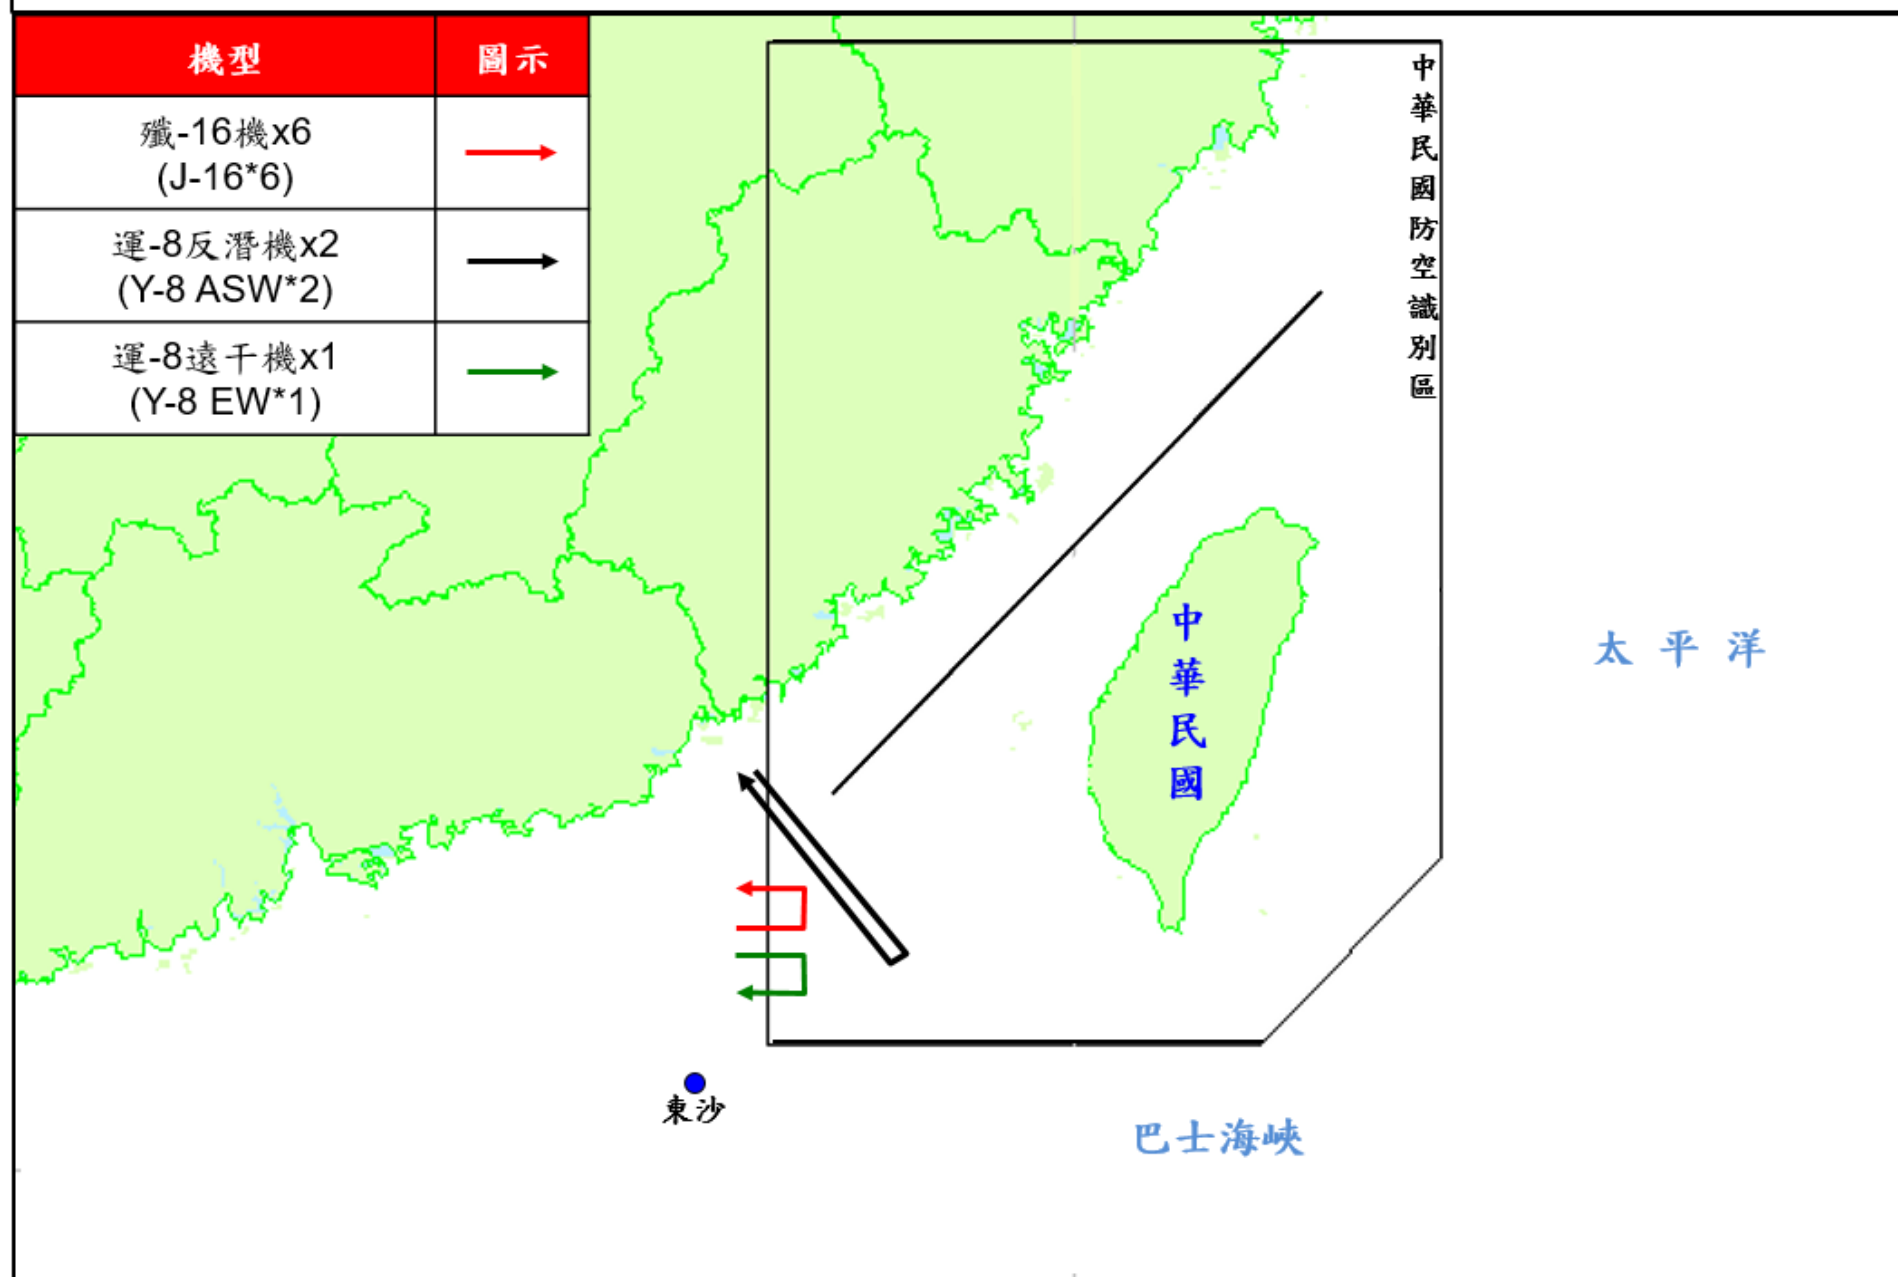 機型
圖示
殲-16機x6
(J-16*6)
運-8反潛機x2
(Y-8 ASW*2)
運-8遠干機x1
(Y-8 EW*1)
中華民國防空識別區
中華民國
太平洋
東沙
巴士海峽